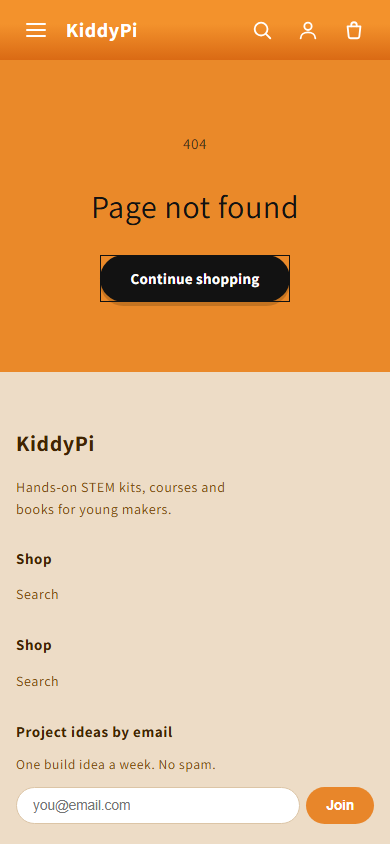 KiddyPi
404
Page not found
Continue shopping
KiddyPi
Hands-on STEM kits, courses and
books for young makers.
Shop
Search
Shop
Search
Project ideas by email
One build idea a week. No spam.
you@email.com
Join